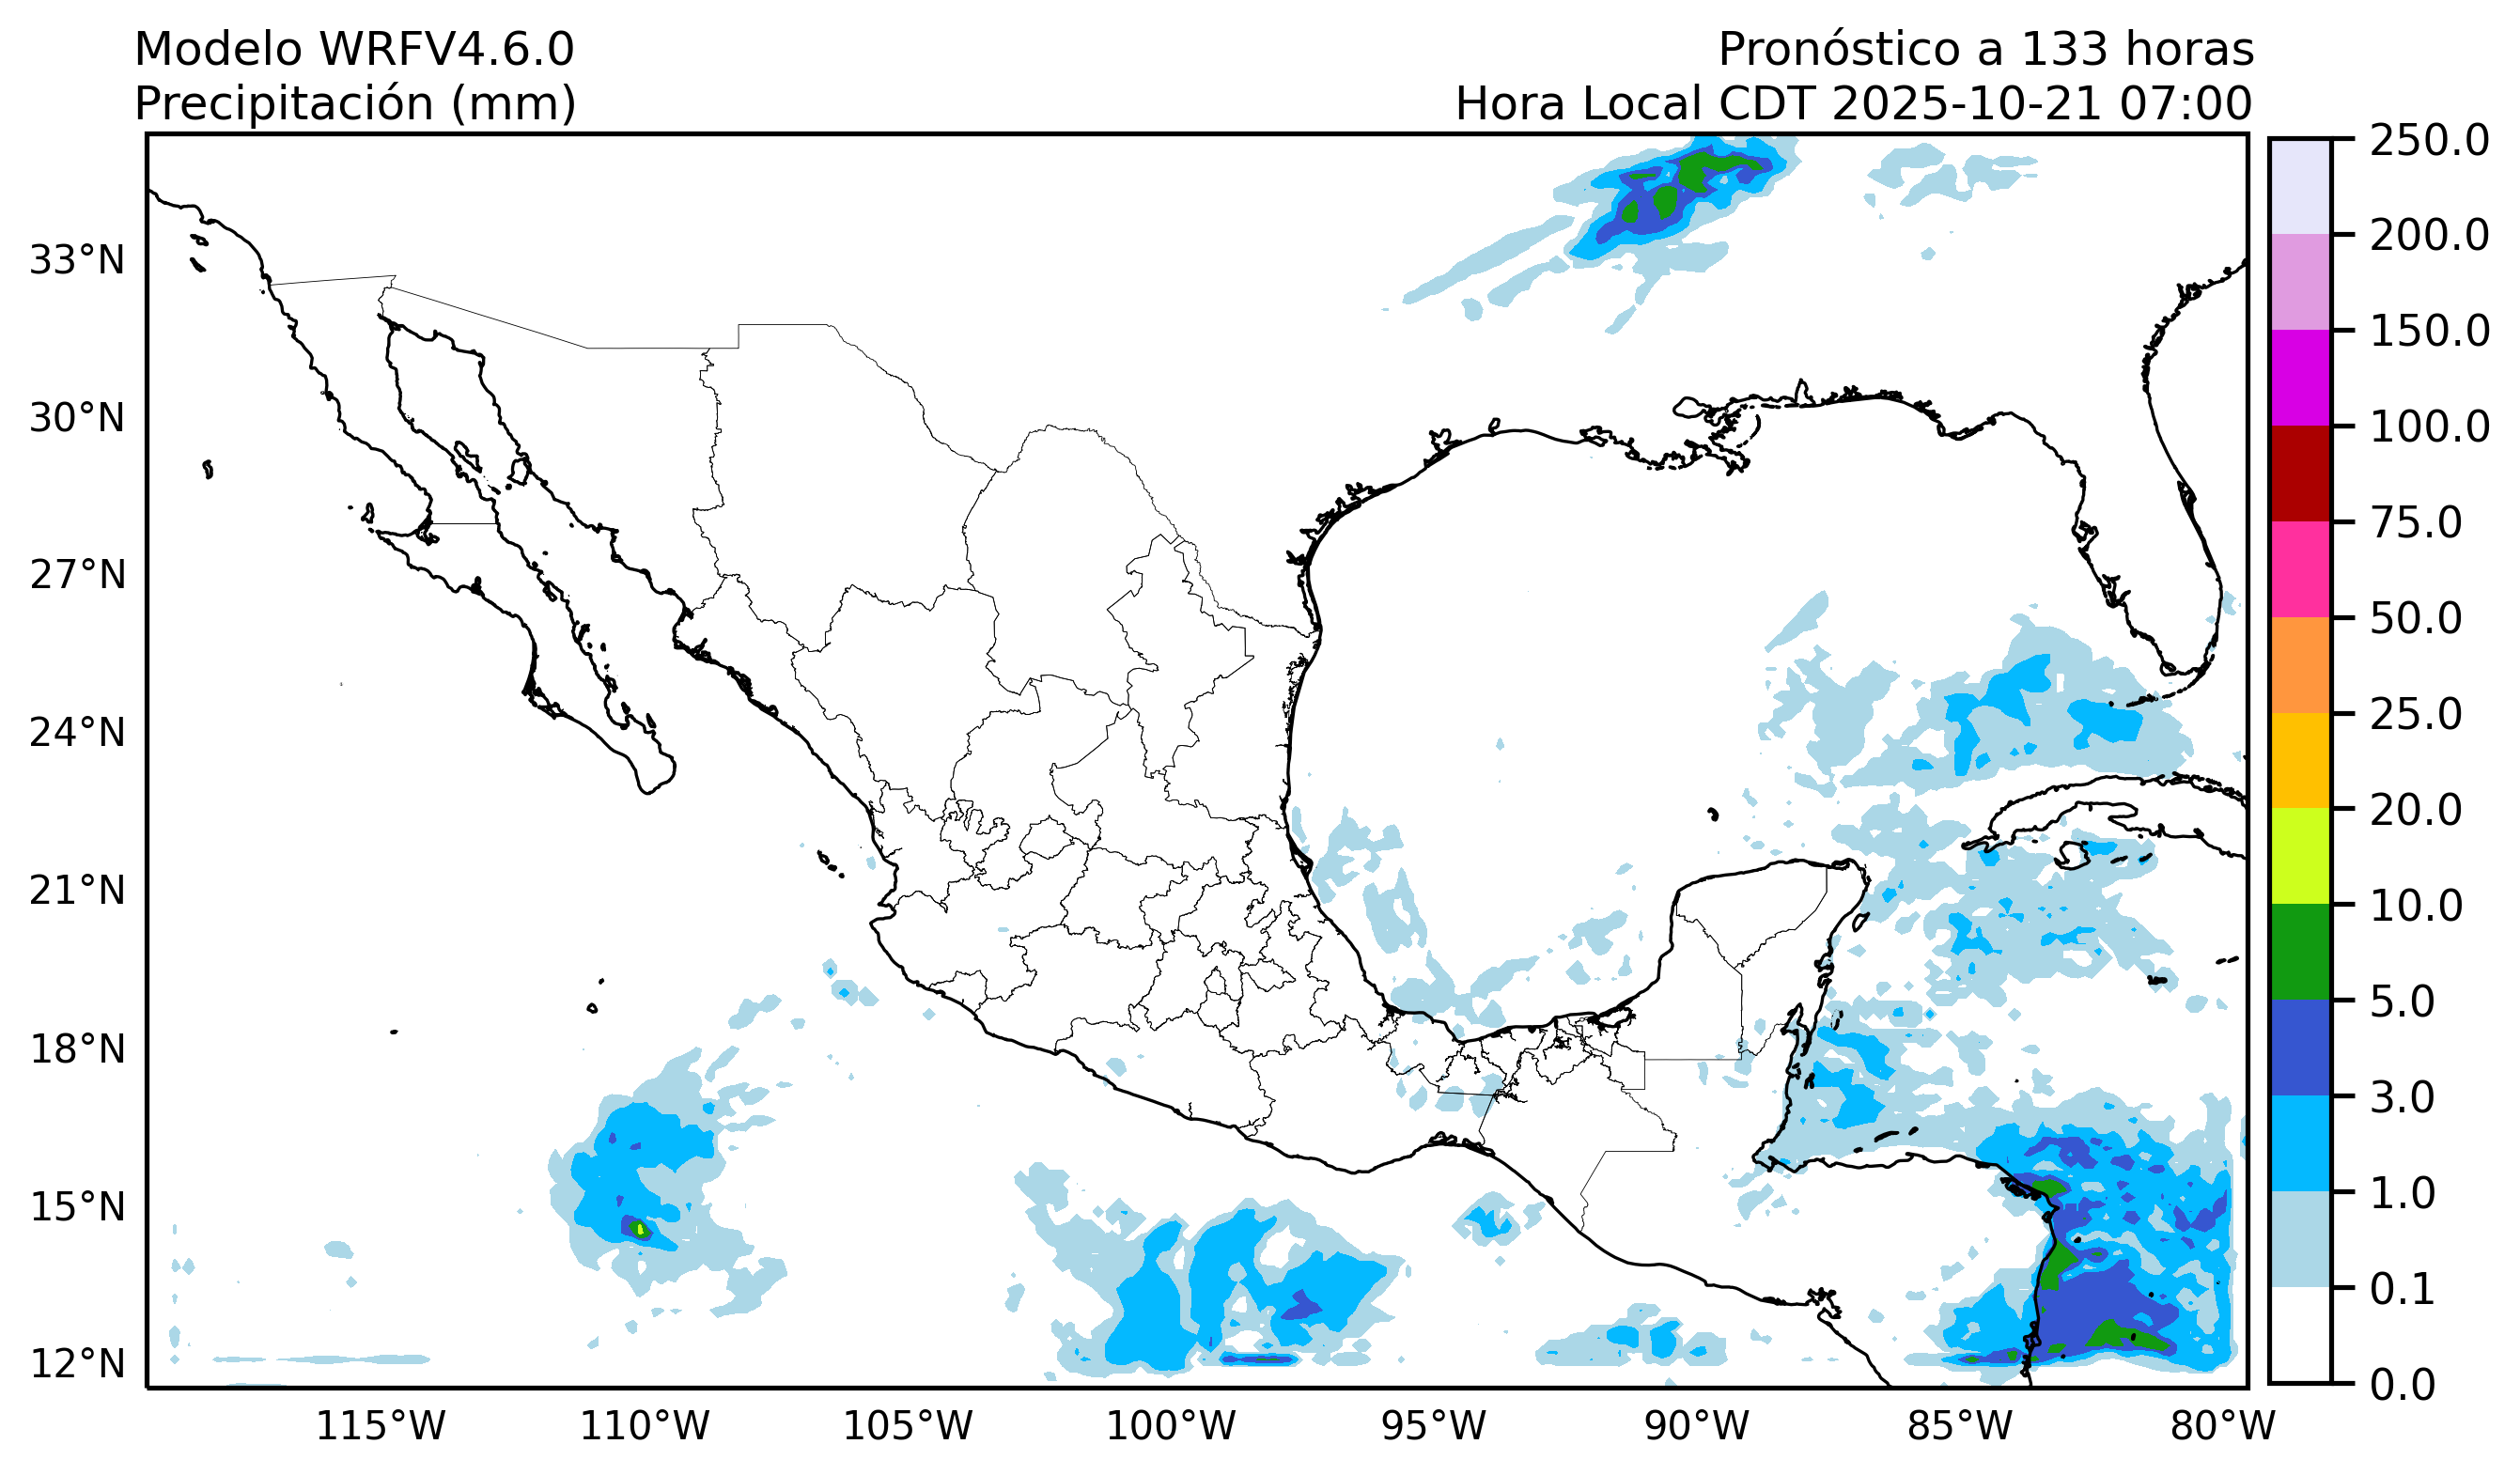 Modelo WRFV4.6.0
Precipitación (mm)
Pronóstico a 133 horas
Hora Local CDT 2025-10-21 07:00
33°N
30°N
27°N
24°N
21°N
18°N
15°N
12°N
115°W
110°W
105°W
100°W
95°W
90°W
85°W
80°W
250.0
200.0
150.0
100.0
75.0
50.0
25.0
20.0
10.0
5.0
3.0
1.0
0.1
0.0